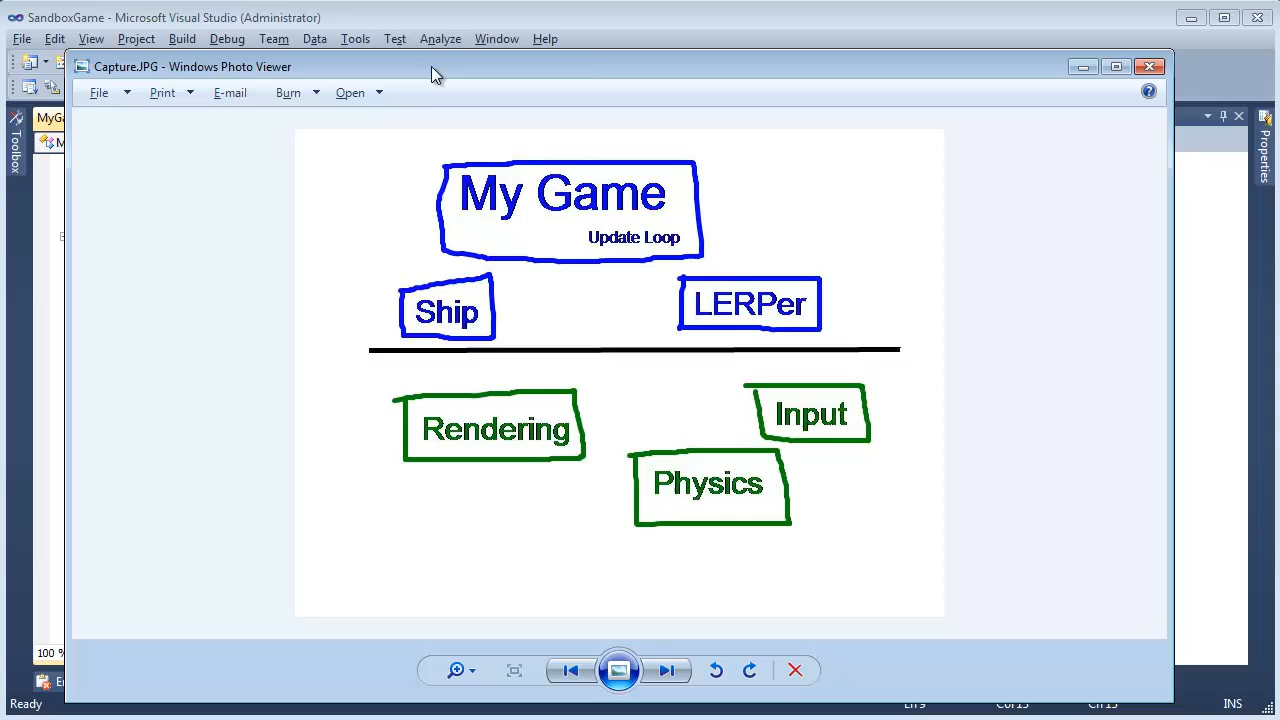 SandboxGame - Microsoft Visual Studio (Administrator)
File Edit View Project Build Debug Team Data Tools Test Analyze Window Help
Capture.JPG - Windows Photo Viewer
File Print E-mail Burn Open
MyGa
Toolbox
Properties
My Game
Update Loop
Ship
LERPer
Rendering
Input
Physics
100 %
Ready
INS